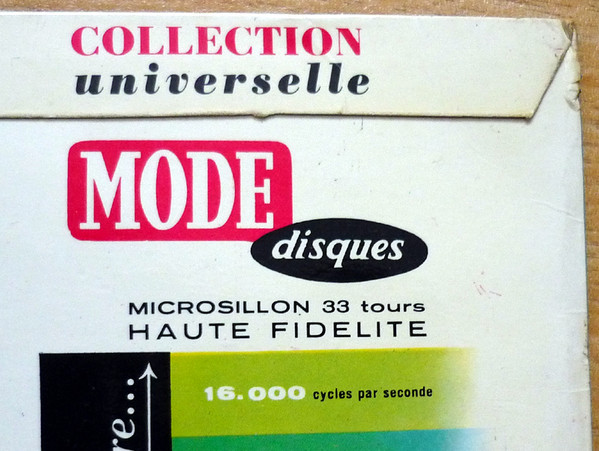 COLLECTION
universelle
MODE
disques
MICROSILLON 33 tours
HAUTE FIDELITE
16.000 cycles par seconde